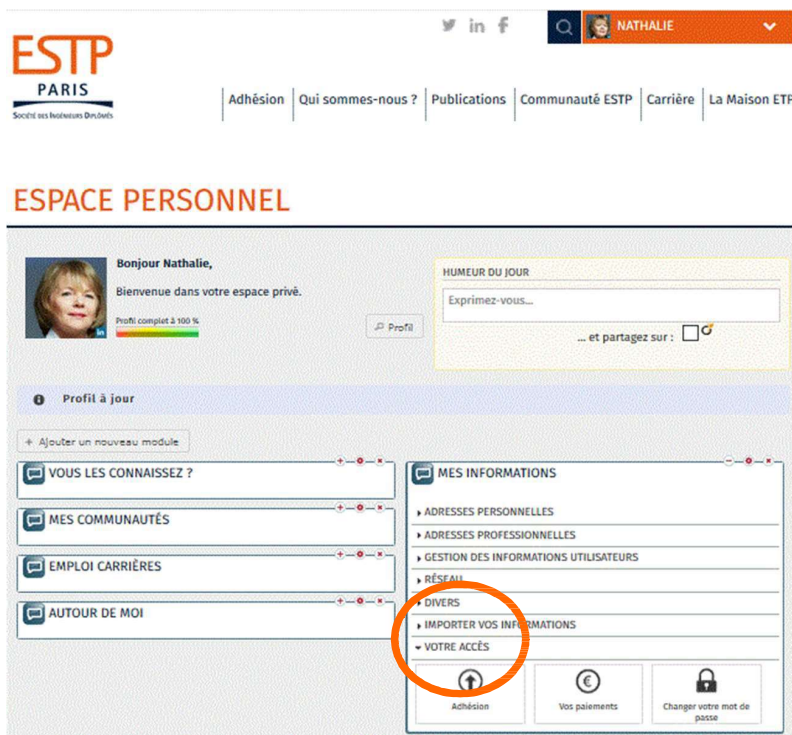 NATHALIE
ESTP
PARIS
Société des Ingénieurs Diplômés
Adhésion
Qui sommes-nous ?
Publications
Communauté ESTP
Carrière
La Maison ETP
ESPACE PERSONNEL
Bonjour Nathalie,
Bienvenue dans votre espace privé.
Profil complet à 100 %
Profil
HUMEUR DU JOUR
Exprimez-vous...
... et partagez sur :
Profil à jour
+ Ajouter un nouveau module
VOUS LES CONNAISSEZ ?
MES COMMUNAUTÉS
EMPLOI CARRIÈRES
AUTOUR DE MOI
MES INFORMATIONS
ADRESSES PERSONNELLES
ADRESSES PROFESSIONNELLES
GESTION DES INFORMATIONS UTILISATEURS
RÉSEAU
DIVERS
IMPORTER VOS INFORMATIONS
VOTRE ACCÈS
Adhésion
Vos paiements
Changer votre mot de
passe